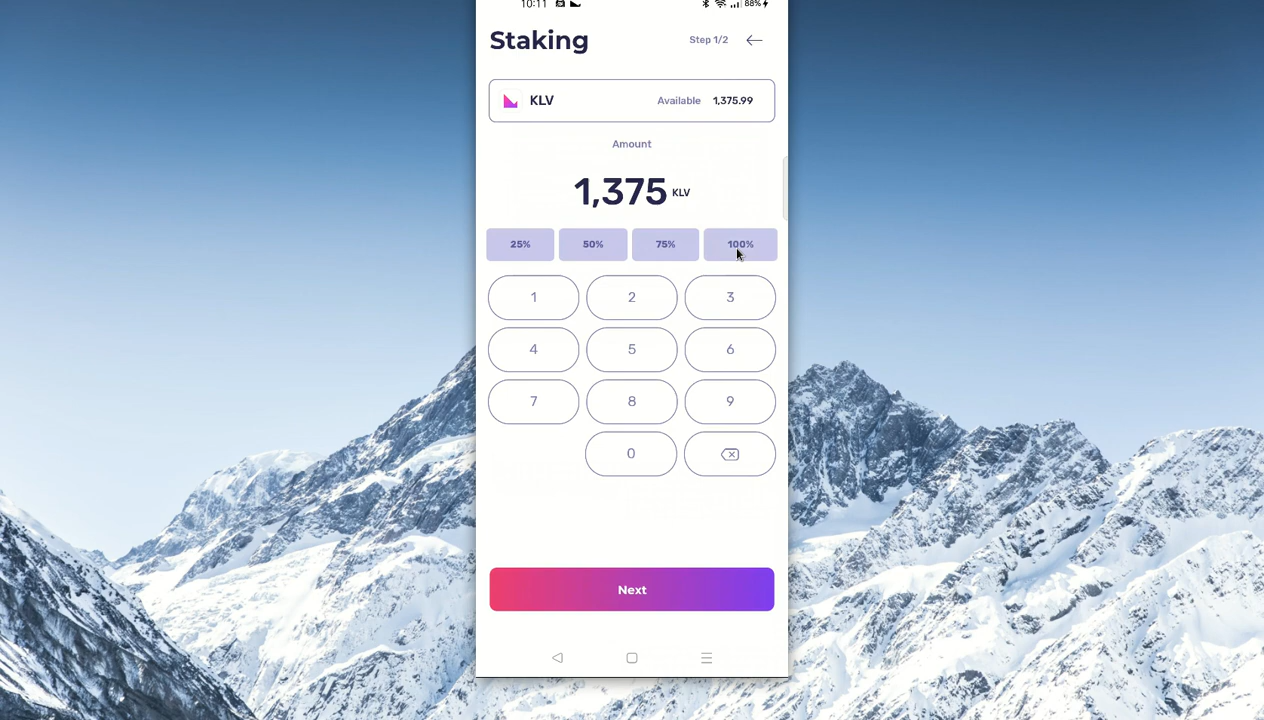 10:11 88%
Staking Step 1/2
KLV Available 1,375.99
Amount
1,375 KLV
25% 50% 75% 100%
1 2 3
4 5 6
7 8 9
0
Next